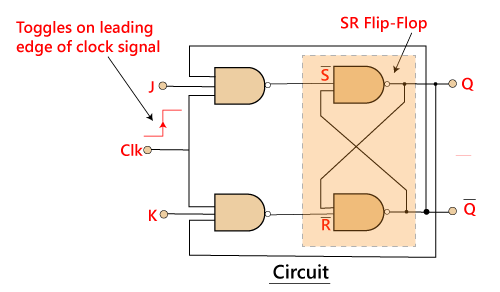 Toggles on leading
edge of clock signal
SR Flip-Flop
J
S̅
Q
Clk
K
R̅
Q̅
Circuit